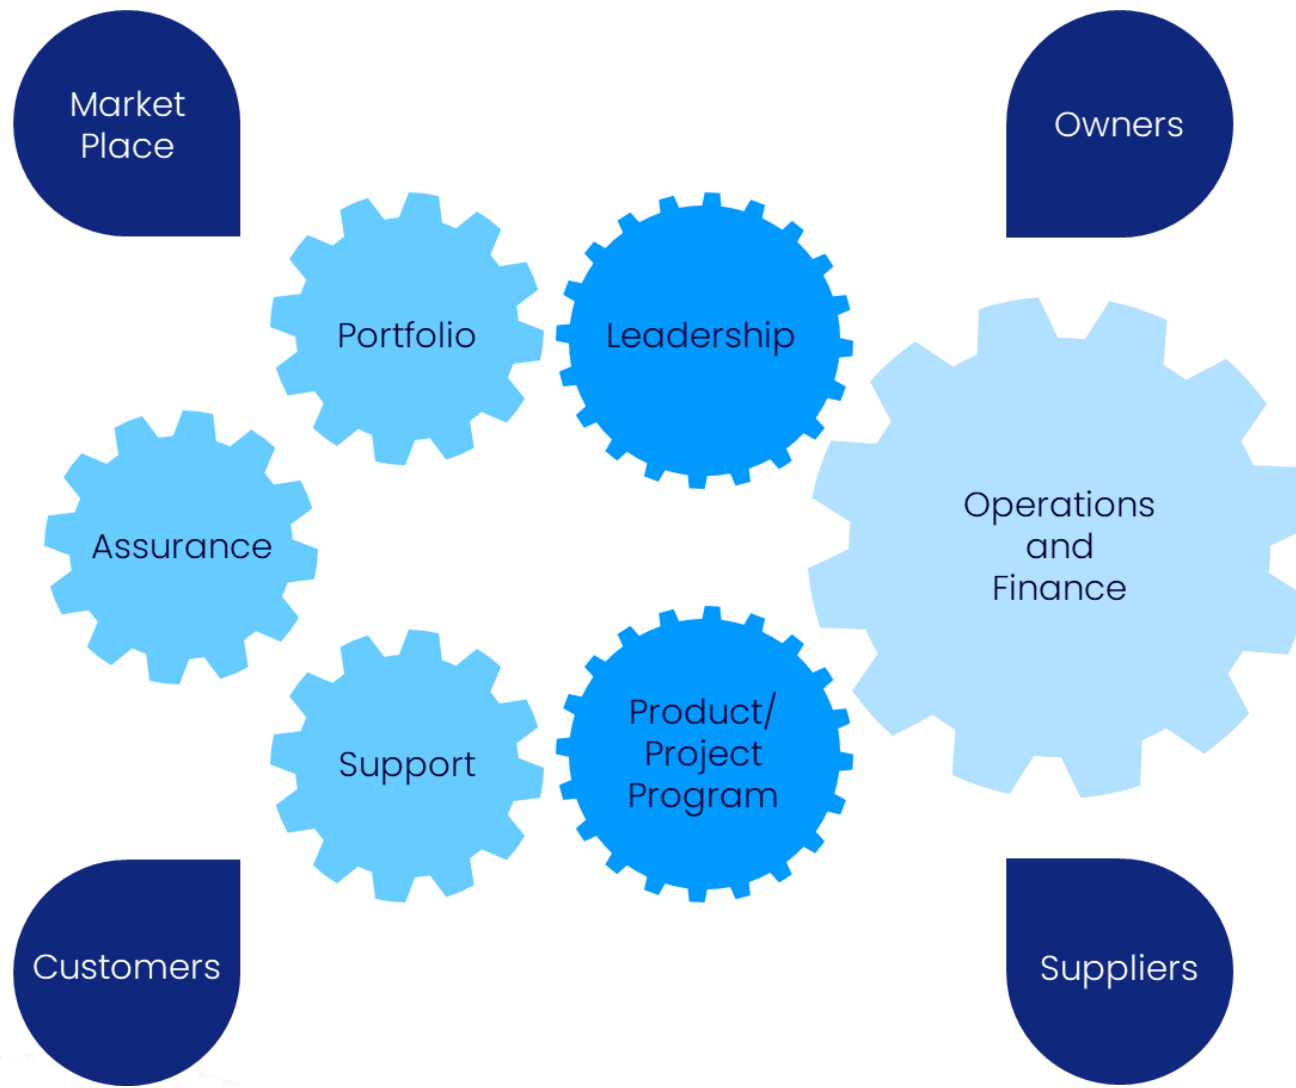 Market
Place
Owners
Portfolio
Leadership
Operations
and
Finance
Assurance
Support
Product/
Project
Program
Customers
Suppliers